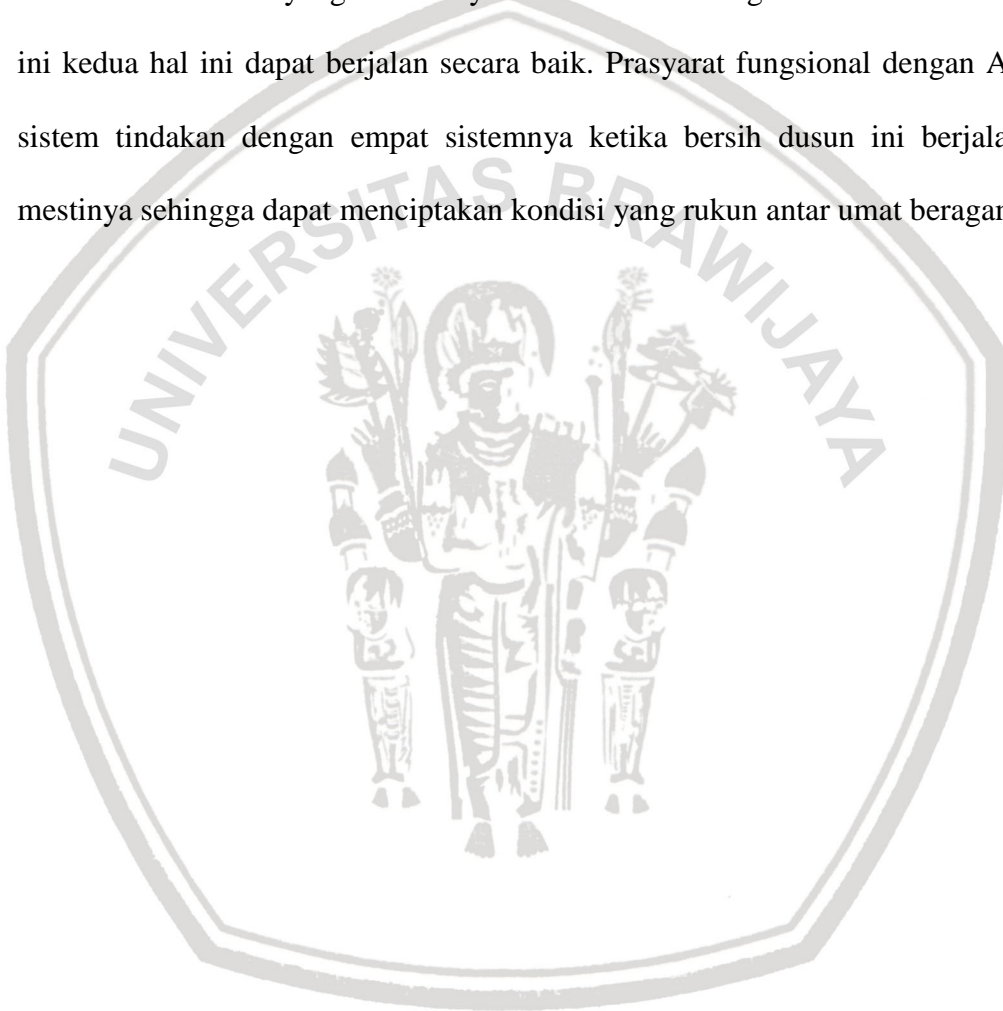 ini kedua hal ini dapat berjalan secara baik. Prasyarat fungsional dengan A
sistem tindakan dengan empat sistemnya ketika bersih dusun ini berjala
mestinya sehingga dapat menciptakan kondisi yang rukun antar umat beragam
UNIVERSITAS BRAWIJAYA